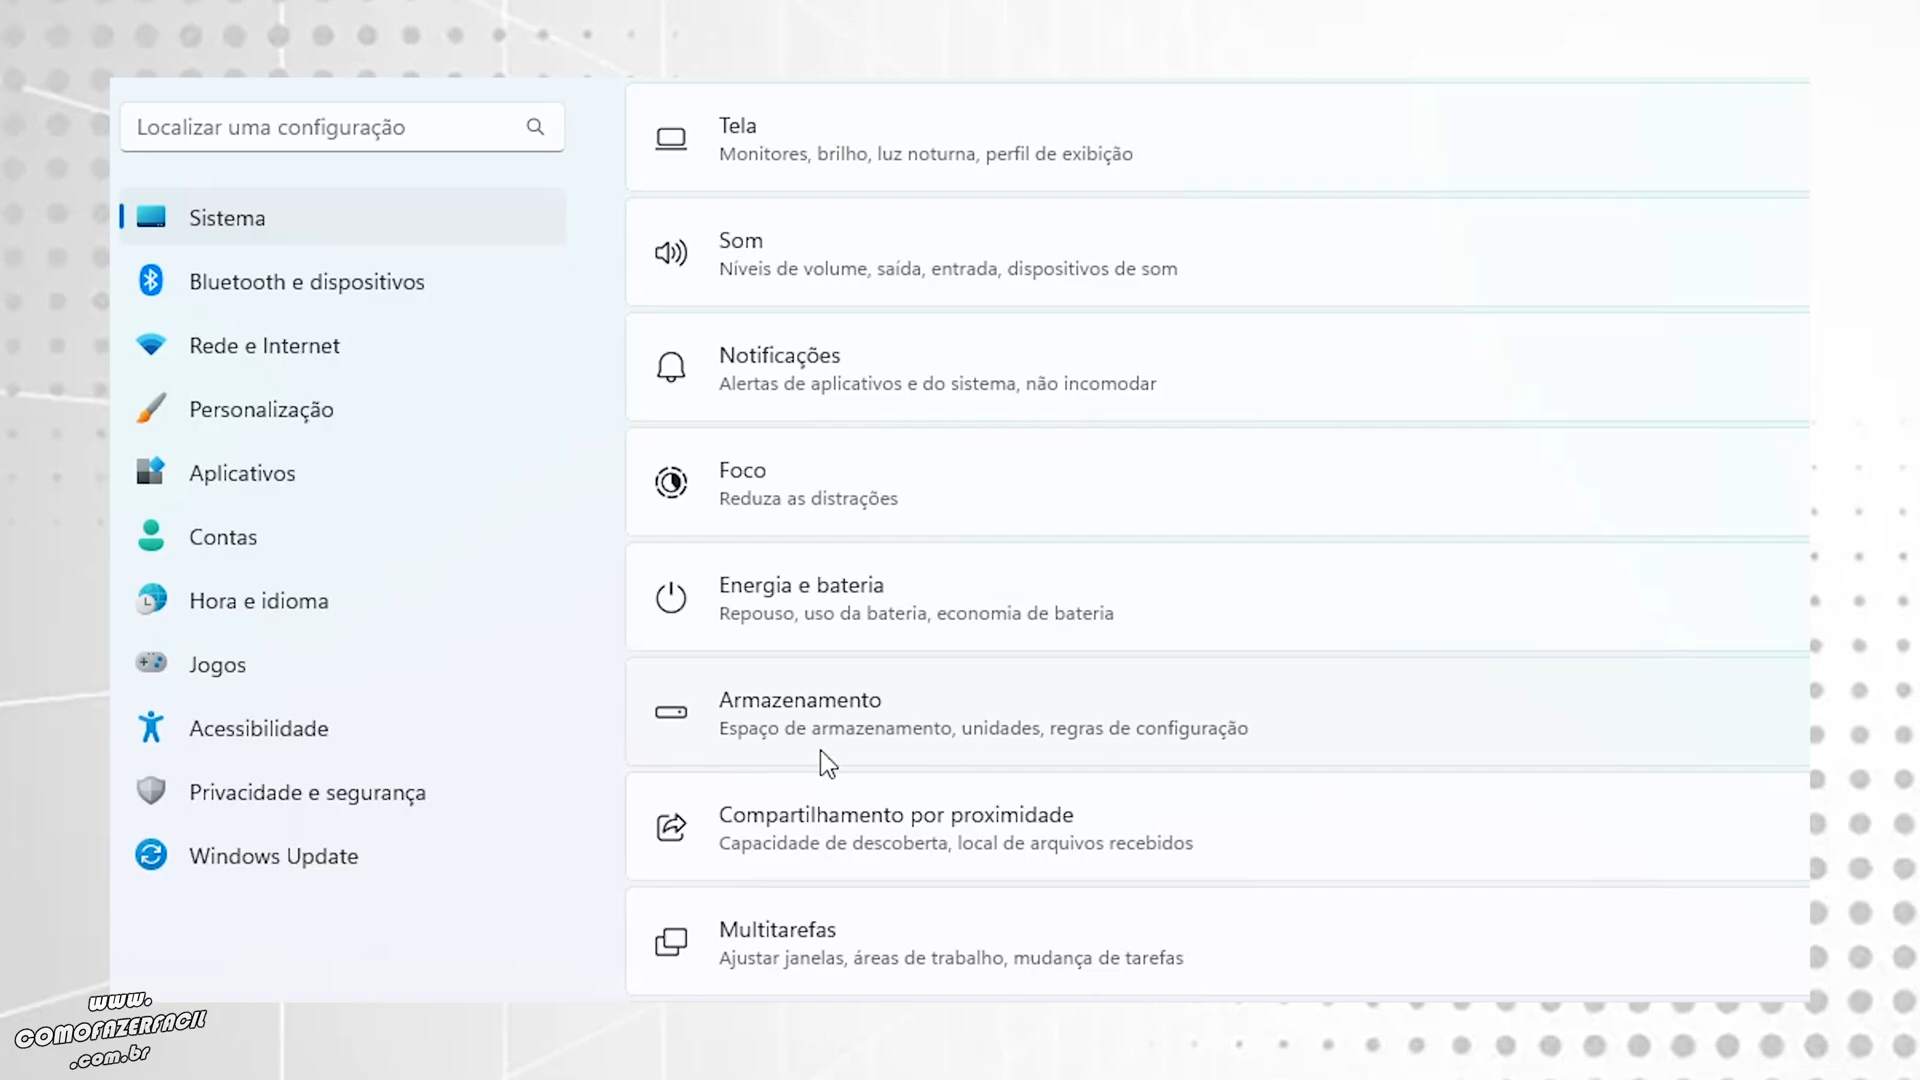 Localizar uma configuração
Sistema
Bluetooth e dispositivos
Rede e Internet
Personalização
Aplicativos
Contas
Hora e idioma
Jogos
Acessibilidade
Privacidade e segurança
Windows Update
Tela
Monitores, brilho, luz noturna, perfil de exibição
Som
Níveis de volume, saída, entrada, dispositivos de som
Notificações
Alertas de aplicativos e do sistema, não incomodar
Foco
Reduza as distrações
Energia e bateria
Repouso, uso da bateria, economia de bateria
Armazenamento
Espaço de armazenamento, unidades, regras de configuração
Compartilhamento por proximidade
Capacidade de descoberta, local de arquivos recebidos
Multitarefas
Ajustar janelas, áreas de trabalho, mudança de tarefas
www.
COMOFAZERFACIL
.com.br